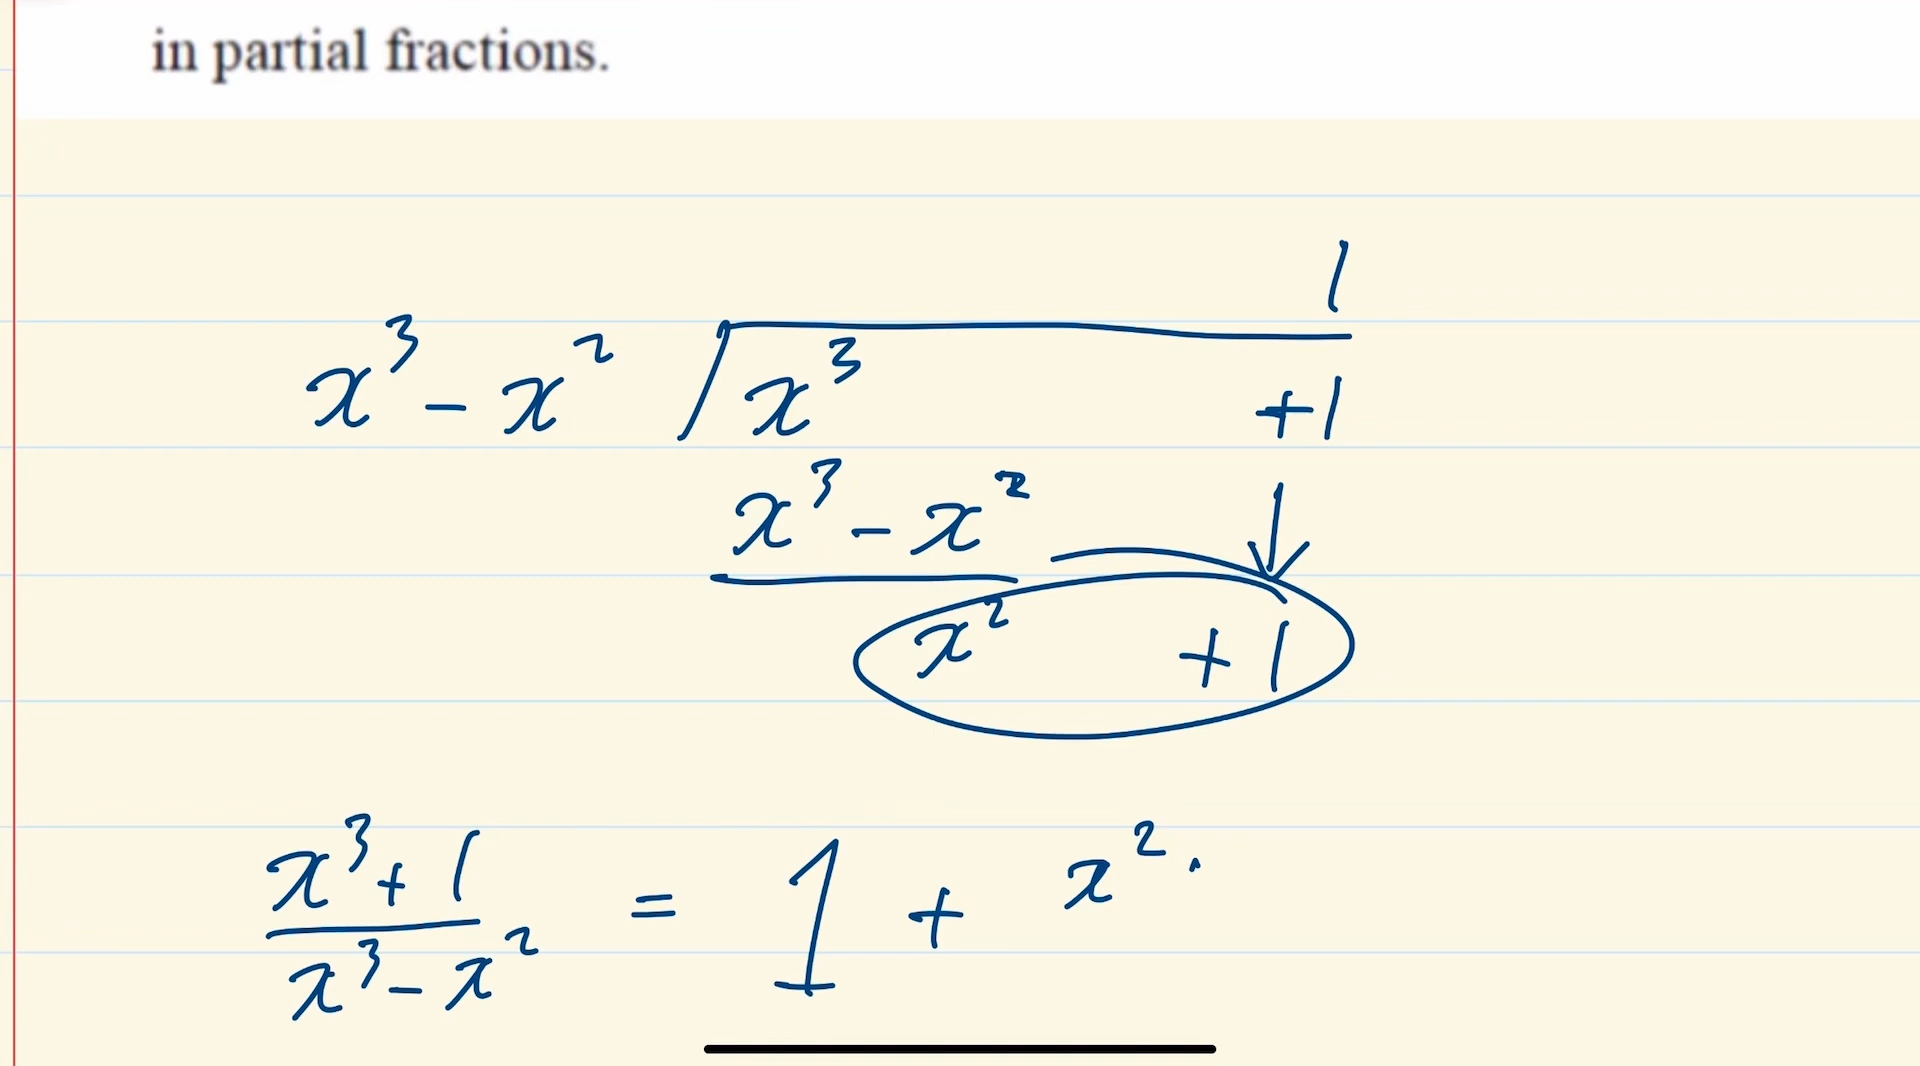 in partial fractions.
1
x³ - x² √ x³ +1
x³ - x²
x² + 1
x³ + 1 / x³ - x² = 1 + x²